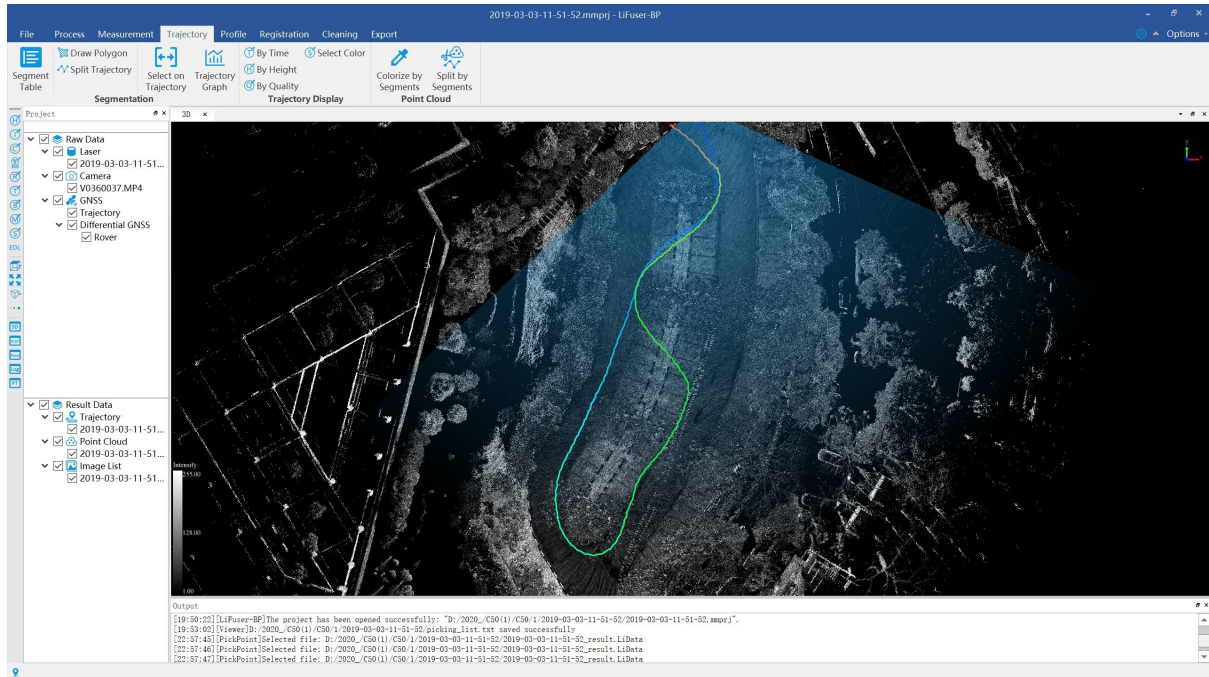 2019-03-03-11-51-52.mmprj - LiFuser-BP
File Process Measurement Trajectory Profile Registration Cleaning Export Options
Segment Table
Draw Polygon
Split Trajectory
Select on Trajectory
Trajectory Graph
Segmentation
By Time
By Height
By Quality
Select Color
Trajectory Display
Colorize by Segments
Split by Segments
Point Cloud
Project
3D
Raw Data
Laser
2019-03-03-11-51...
Camera
V0360037.MP4
GNSS
Trajectory
Differential GNSS
Rover
EDL
Result Data
Trajectory
2019-03-03-11-51...
Point Cloud
2019-03-03-11-51...
Image List
2019-03-03-11-51...
Intensity
255.00
128.00
1.00
Y
X
Output
[19:50:22][LiFuser-BP]The project has been opened successfully: "D:/2020_/C50(1)/C50/1/2019-03-03-11-51-52/2019-03-03-11-51-52.mmprj".
[19:53:02][Viewer]D:/2020_/C50(1)/C50/1/2019-03-03-11-51-52/picking_list.txt saved successfully
[22:57:45][PickPoint]Selected file: D:/2020_/C50(1)/C50/1/2019-03-03-11-51-52/2019-03-03-11-51-52_result.LiData
[22:57:46][PickPoint]Selected file: D:/2020_/C50(1)/C50/1/2019-03-03-11-51-52/2019-03-03-11-51-52_result.LiData
[22:57:47][PickPoint]Selected file: D:/2020_/C50(1)/C50/1/2019-03-03-11-51-52/2019-03-03-11-51-52_result.LiData